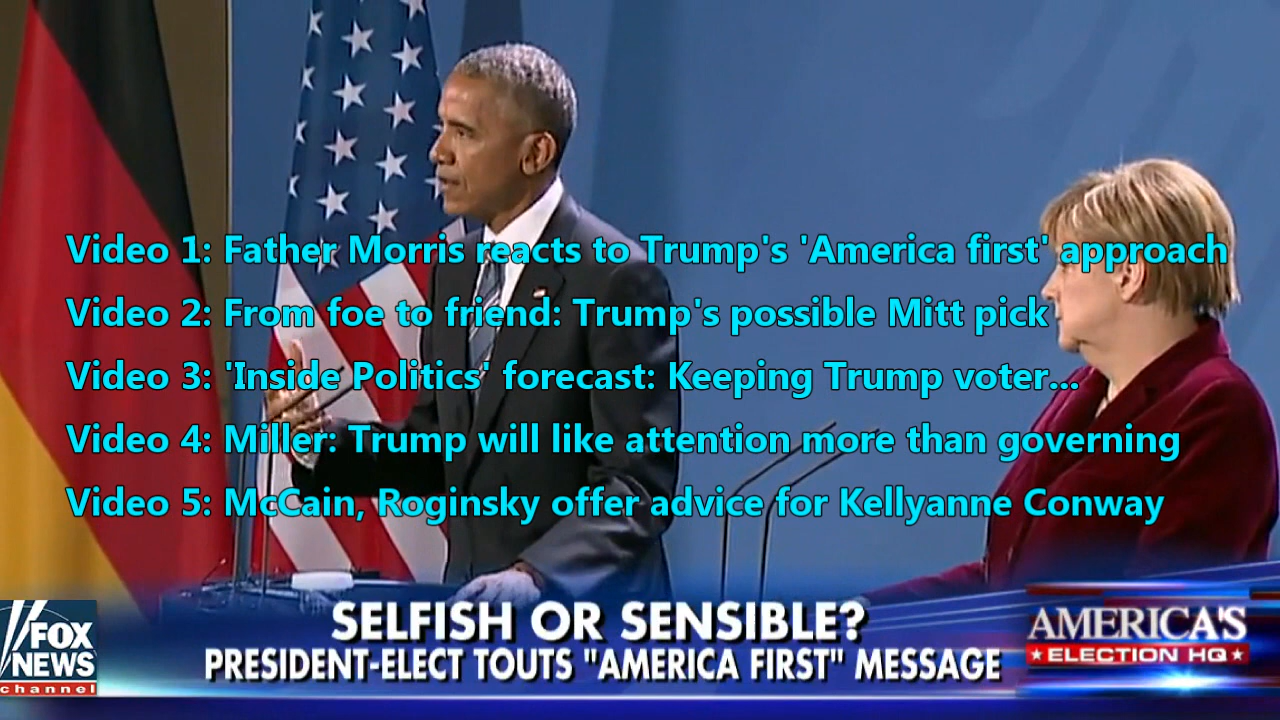 Video 1: Father Morris reacts to Trump's 'America first' approach
Video 2: From foe to friend: Trump's possible Mitt pick
Video 3: 'Inside Politics' forecast: Keeping Trump voter...
Video 4: Miller: Trump will like attention more than governing
Video 5: McCain, Roginsky offer advice for Kellyanne Conway
SELFISH OR SENSIBLE?
PRESIDENT-ELECT TOUTS "AMERICA FIRST" MESSAGE
FOX
NEWS
channel
AMERICA'S
ELECTION HQ